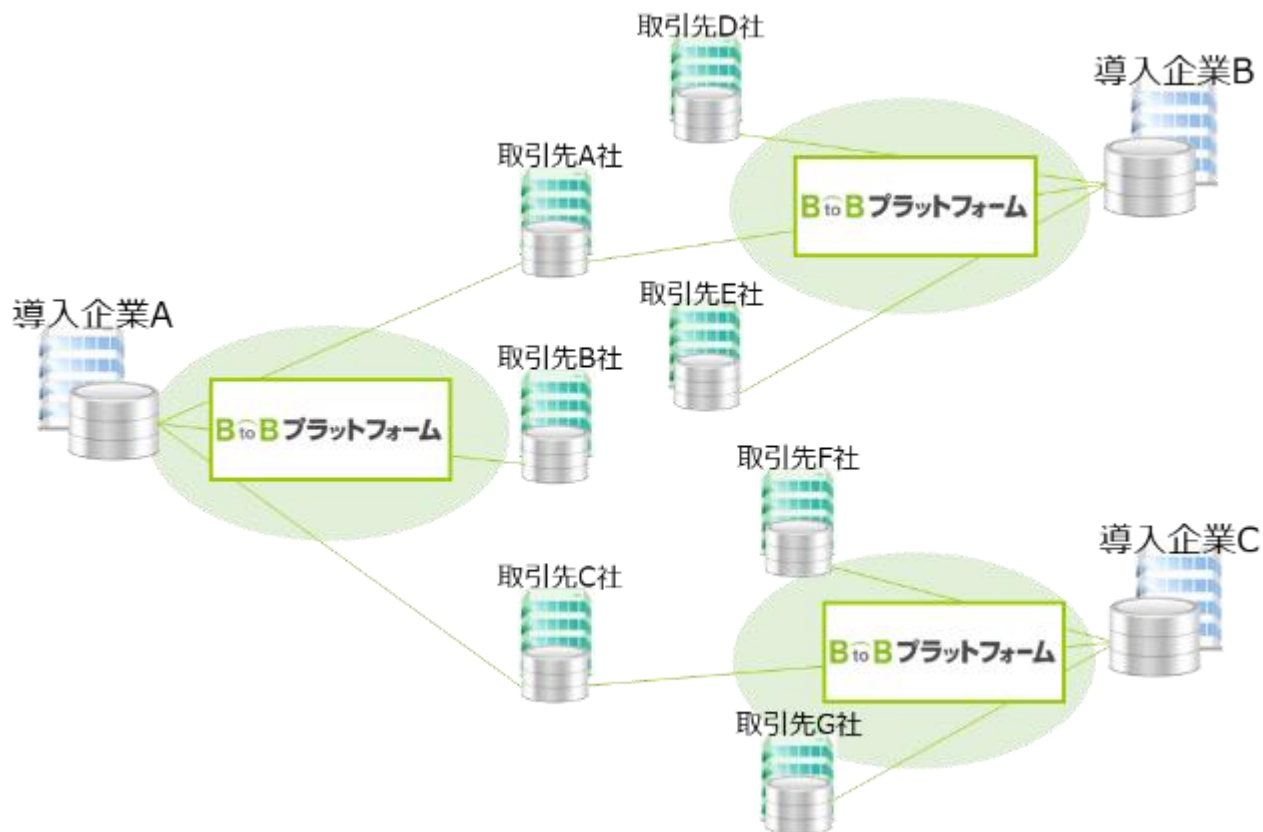 取引先D社
導入企業B
取引先A社
BtoBプラットフォーム
取引先E社
導入企業A
取引先B社
BtoBプラットフォーム
取引先F社
導入企業C
取引先C社
BtoBプラットフォーム
取引先G社